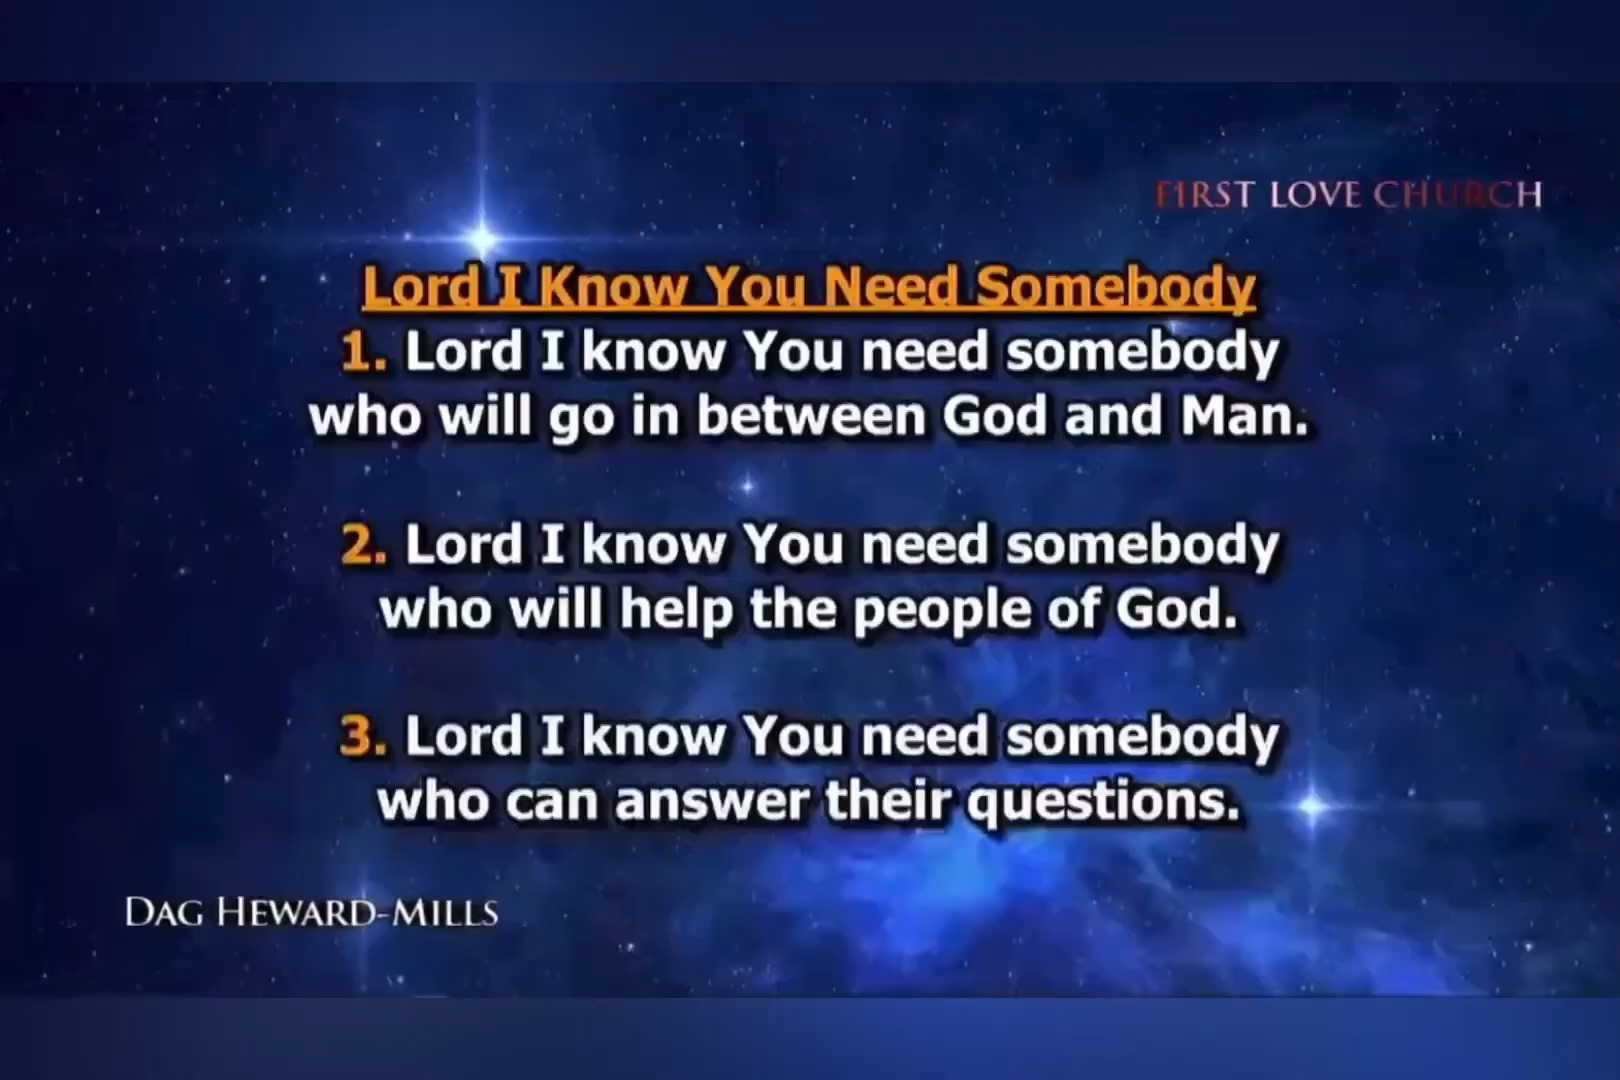 FIRST LOVE CHURCH
Lord I Know You Need Somebody
1. Lord I know You need somebody
who will go in between God and Man.
2. Lord I know You need somebody
who will help the people of God.
3. Lord I know You need somebody
who can answer their questions.
DAG HEWARD-MILLS